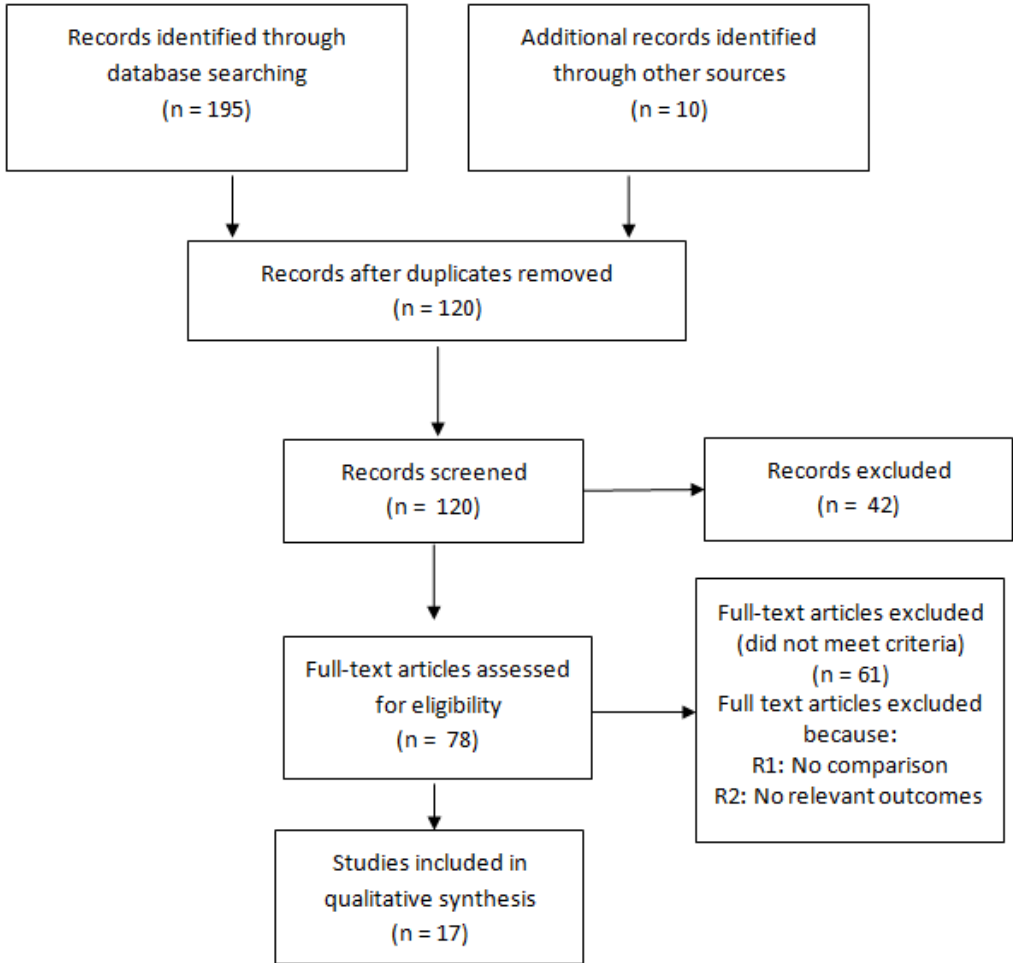 Records identified through
database searching
(n = 195)
Additional records identified
through other sources
(n = 10)
Records after duplicates removed
(n = 120)
Records screened
(n = 120)
Records excluded
(n = 42)
Full-text articles assessed
for eligibility
(n = 78)
Full-text articles excluded
(did not meet criteria)
(n = 61)
Full text articles excluded
because:
R1: No comparison
R2: No relevant outcomes
Studies included in
qualitative synthesis
(n = 17)